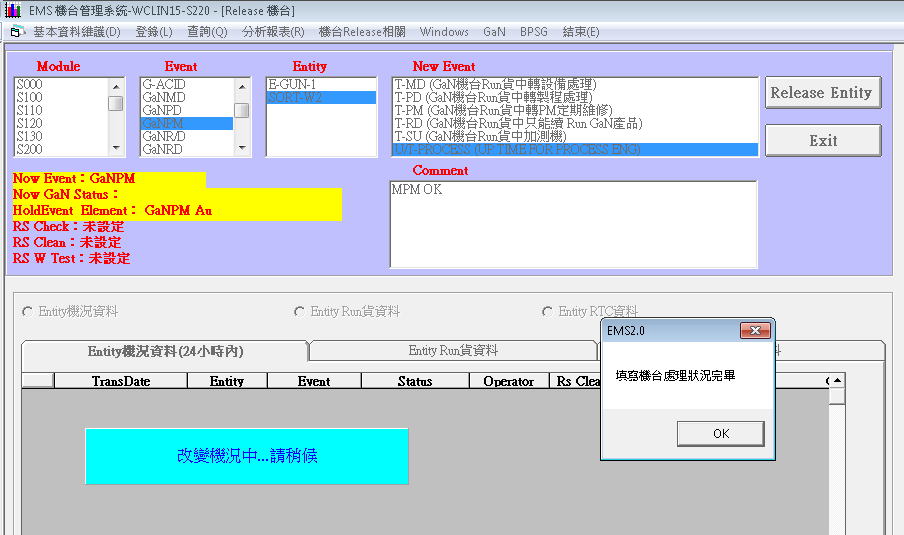 EMS 機台管理系統-WCLIN15-S220 - [Release 機台]
基本資料維護(D) 登錄(L) 查詢(Q) 分析報表(R) 機台Release相關 Windows GaN BPSG 結束(E)
Module Event Entity New Event
S000 G-ACID E-GUN-1 T-MD (GaN機台Run貨中轉設備處理)
S100 GaNMD SORT-W2 T-PD (GaN機台Run貨中轉製程處理)
S110 GaNPD T-PM (GaN機台Run貨中轉PM定期維修)
S120 GaNPM T-RD (GaN機台Run貨中只能續 Run GaN產品)
S130 GaNR/D T-SU (GaN機台Run貨中加測機)
S200 GaNRD U/T-PROCESS (UP TIME FOR PROCESS ENG)
Release Entity
Exit
Now Event：GaNPM
Now GaN Status：
HoldEvent Element： GaNPM Au
RS Check：未設定
RS Clean：未設定
RS W Test：未設定
Comment
MPM OK
Entity機況資料 Entity Run貨資料 Entity RTC資料
Entity機況資料(24小時內) Entity Run貨資料
TransDate Entity Event Status Operator Rs Clea
改變機況中...請稍候
EMS2.0
填寫機台處理狀況完畢
OK